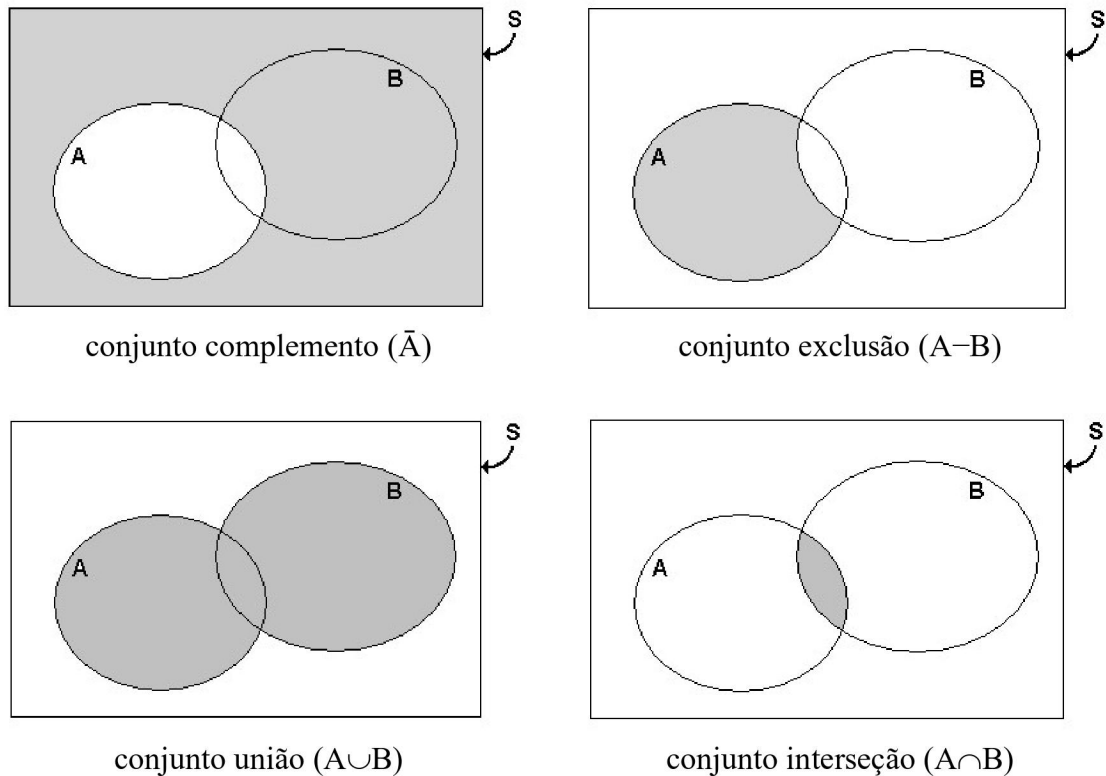 S
B
A
conjunto complemento (Ā)
S
B
A
conjunto exclusão (A−B)
S
B
A
conjunto união (A∪B)
S
B
A
conjunto interseção (A∩B)